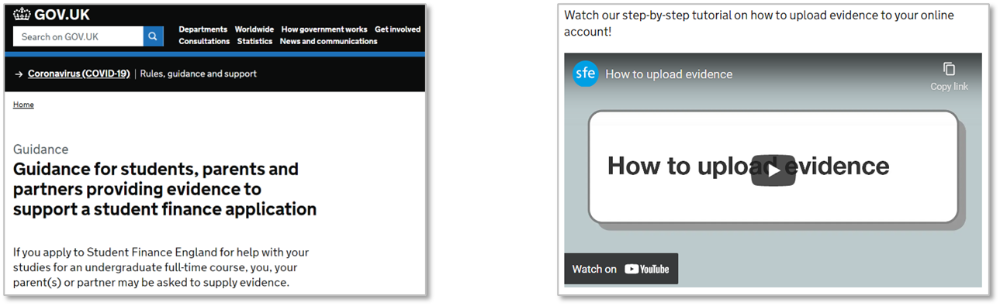 GOV.UK
Search on GOV.UK
Departments Worldwide How government works Get involved
Consultations Statistics News and communications
→ Coronavirus (COVID-19) | Rules, guidance and support
Home
Guidance
Guidance for students, parents and
partners providing evidence to
support a student finance application
If you apply to Student Finance England for help with your
studies for an undergraduate full-time course, you, your
parent(s) or partner may be asked to supply evidence.
Watch our step-by-step tutorial on how to upload evidence to your online
account!
sfe How to upload evidence
Copy link
How to upload evidence
Watch on YouTube